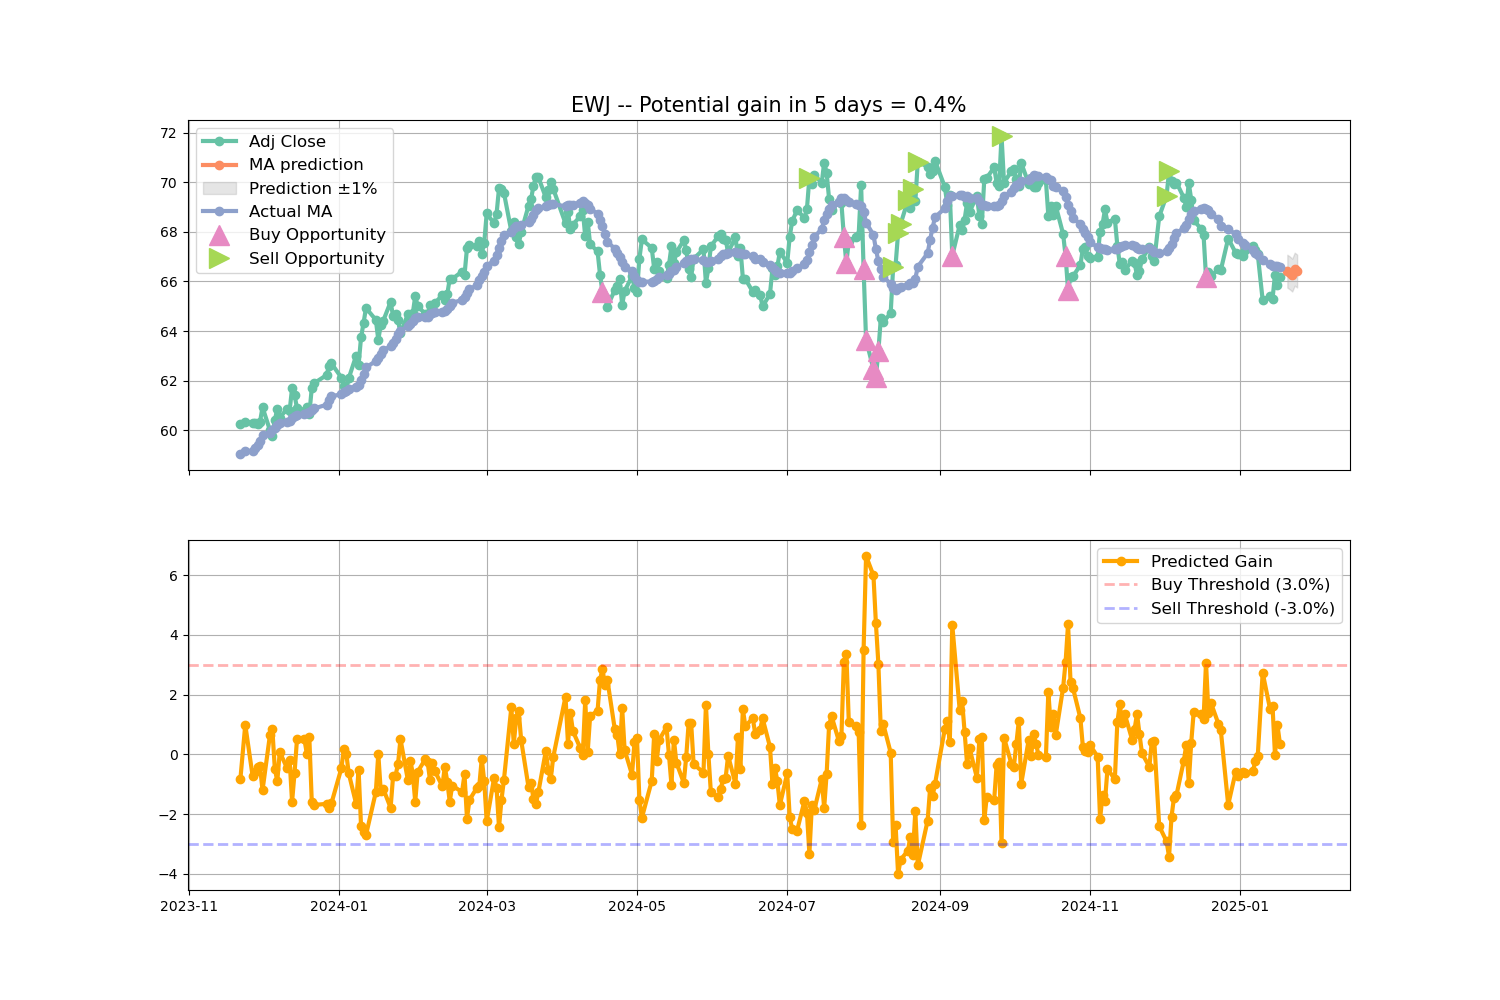 EWJ -- Potential gain in 5 days = 0.4%
72
70
68
66
64
62
60
Adj Close
MA prediction
Prediction ±1%
Actual MA
Buy Opportunity
Sell Opportunity
6
4
2
0
−2
−4
Predicted Gain
Buy Threshold (3.0%)
Sell Threshold (-3.0%)
2023-11
2024-01
2024-03
2024-05
2024-07
2024-09
2024-11
2025-01